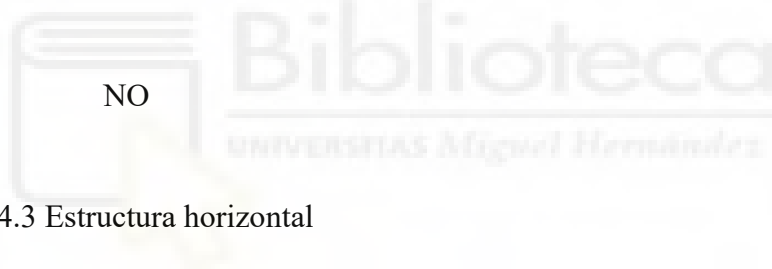 Biblioteca
UNIVERSITAS Miguel Hernández
NO
4.3 Estructura horizontal